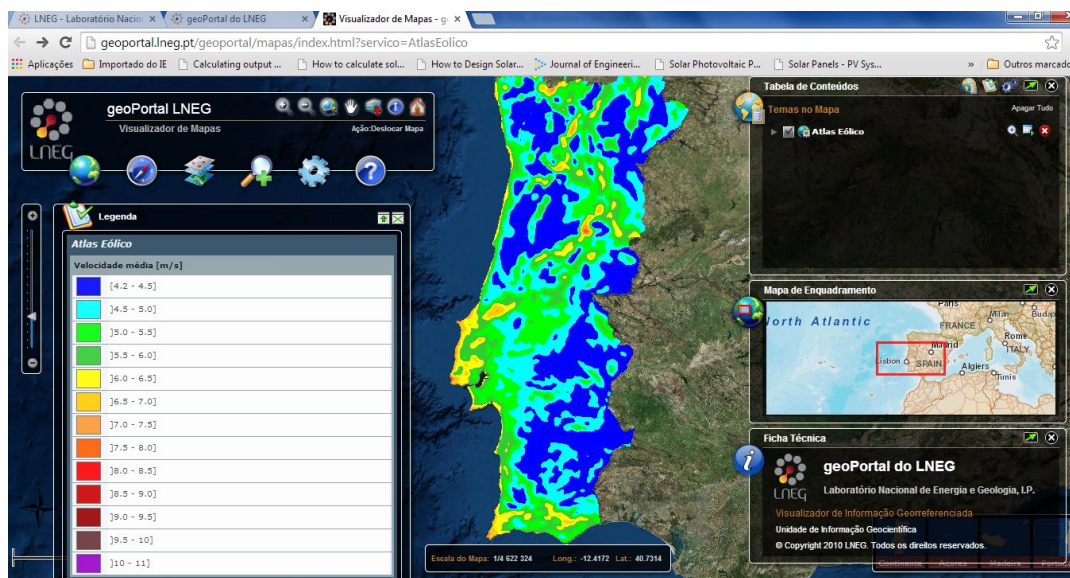 LNEG - Laboratório Nacio
geoPortal do LNEG
Visualizador de Mapas - g
geoportal.lneg.pt/geoportal/mapas/index.html?servico=AtlasEolico
Aplicações
Importado do IE
Calculating output ...
How to calculate sol...
How to Design Solar...
Journal of Engineeri...
Solar Photovoltaic P...
Solar Panels - PV Sys...
»
Outros marcado
geoPortal LNEG
Visualizador de Mapas
Ação:Deslocar Mapa
LNEG
Legenda
Atlas Eólico
Velocidade média [m/s]
[4.2 - 4.5]
]4.5 - 5.0]
]5.0 - 5.5]
]5.5 - 6.0]
]6.0 - 6.5]
]6.5 - 7.0]
]7.0 - 7.5]
]7.5 - 8.0]
]8.0 - 8.5]
]8.5 - 9.0]
]9.0 - 9.5]
]9.5 - 10]
]10 - 11]
Escala do Mapa: 1/4 622 324 Long.: -12.4172 Lat.: 40.7314
Tabela de Conteúdos
Temas no Mapa
Apagar Tudo
Atlas Eólico
Mapa de Enquadramento
North Atlantic
Paris
FRANCE
Milan
Budap
Rome
ITALY
Madrid
Lisbon
SPAIN
Algiers
Tunis
Ficha Técnica
geoPortal do LNEG
LNEG
Laboratório Nacional de Energia e Geologia, I.P.
Visualizador de Informação Georreferenciada
Unidade de Informação Geocientífica
© Copyright 2010 LNEG. Todos os direitos reservados.
Continente
Açores
Madeira